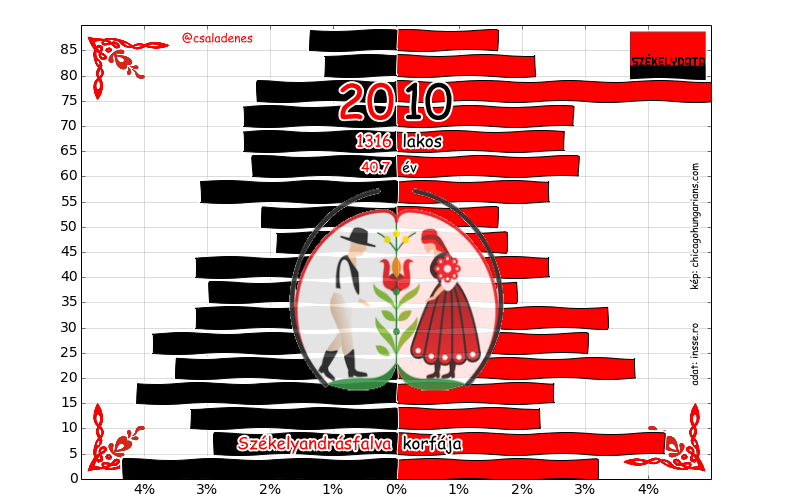 @csaladenes
SZÉKELYDATA
2010
1316 lakos
40.7 év
kép: chicagohungarians.com
adat: insse.ro
Székelyandrásfalva korfája
85
80
75
70
65
60
55
50
45
40
35
30
25
20
15
10
5
0
4% 3% 2% 1% 0% 1% 2% 3% 4%